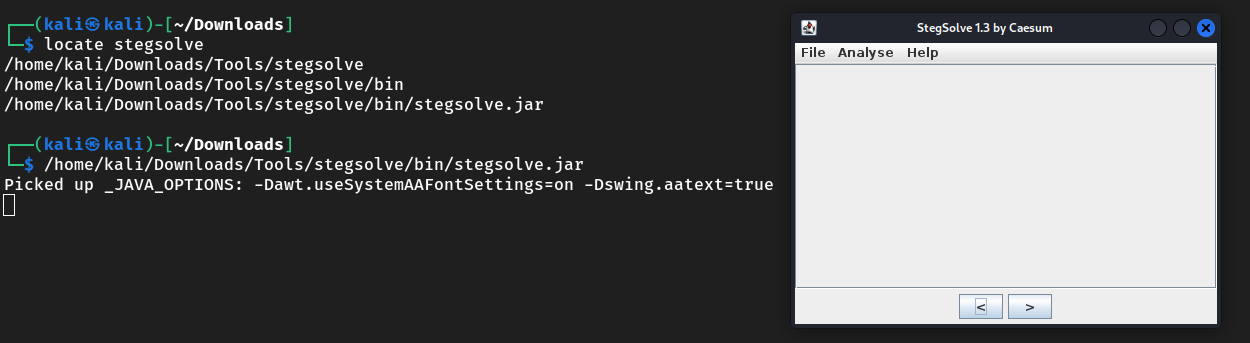 ┌──(kali㉿kali)-[~/Downloads]
└─$ locate stegsolve
/home/kali/Downloads/Tools/stegsolve
/home/kali/Downloads/Tools/stegsolve/bin
/home/kali/Downloads/Tools/stegsolve/bin/stegsolve.jar
┌──(kali㉿kali)-[~/Downloads]
└─$ /home/kali/Downloads/Tools/stegsolve/bin/stegsolve.jar
Picked up _JAVA_OPTIONS: -Dawt.useSystemAAFontSettings=on -Dswing.aatext=true
StegSolve 1.3 by Caesum
File Analyse Help
< >